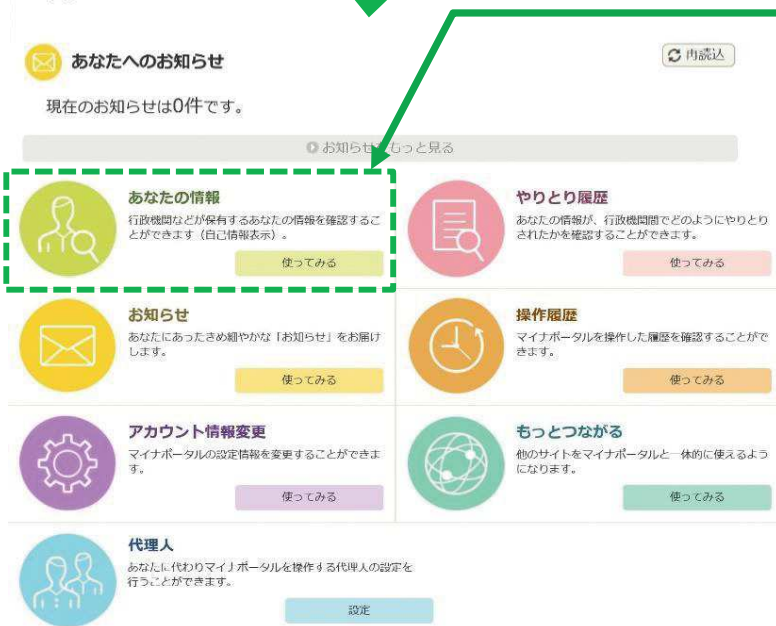 あなたへのお知らせ
再読込
現在のお知らせは0件です。
お知らせをもっと見る
あなたの情報
行政機関などが保有するあなたの情報を確認するこ
とができます（自己情報表示）。
使ってみる
やりとり履歴
あなたの情報が、行政機関間でどのようにやりとり
されたかを確認することができます。
使ってみる
お知らせ
あなたにあったきめ細やかな「お知らせ」をお届け
します。
使ってみる
操作履歴
マイナポータルを操作した履歴を確認することがで
きます。
使ってみる
アカウント情報変更
マイナポータルの設定情報を変更することができま
す。
使ってみる
もっとつながる
他のサイトをマイナポータルと一体的に使えるよう
になります。
使ってみる
代理人
あなたに代わりマイナポータルを操作する代理人の設定を
行うことができます。
設定